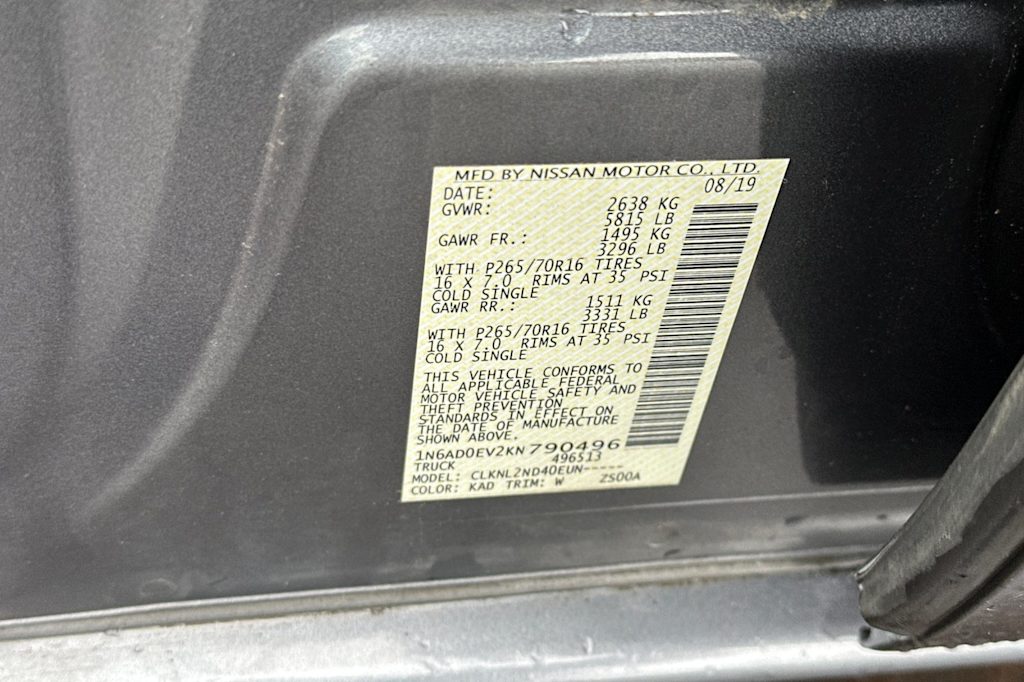 MFD BY NISSAN MOTOR CO., LTD.
DATE: 08/19
GVWR: 2638 KG
5815 LB
GAWR FR.: 1495 KG
3296 LB
WITH P265/70R16 TIRES
16 X 7.0 RIMS AT 35 PSI
COLD SINGLE
GAWR RR.: 1511 KG
3331 LB
WITH P265/70R16 TIRES
16 X 7.0 RIMS AT 35 PSI
COLD SINGLE
THIS VEHICLE CONFORMS TO
ALL APPLICABLE FEDERAL
MOTOR VEHICLE SAFETY AND
THEFT PREVENTION
STANDARDS IN EFFECT ON
THE DATE OF MANUFACTURE
SHOWN ABOVE.
1N6AD0EV2KN790496
TRUCK 496513
MODEL: CLKNL2ND40EUN-----
COLOR: KAD TRIM: W ZS00A